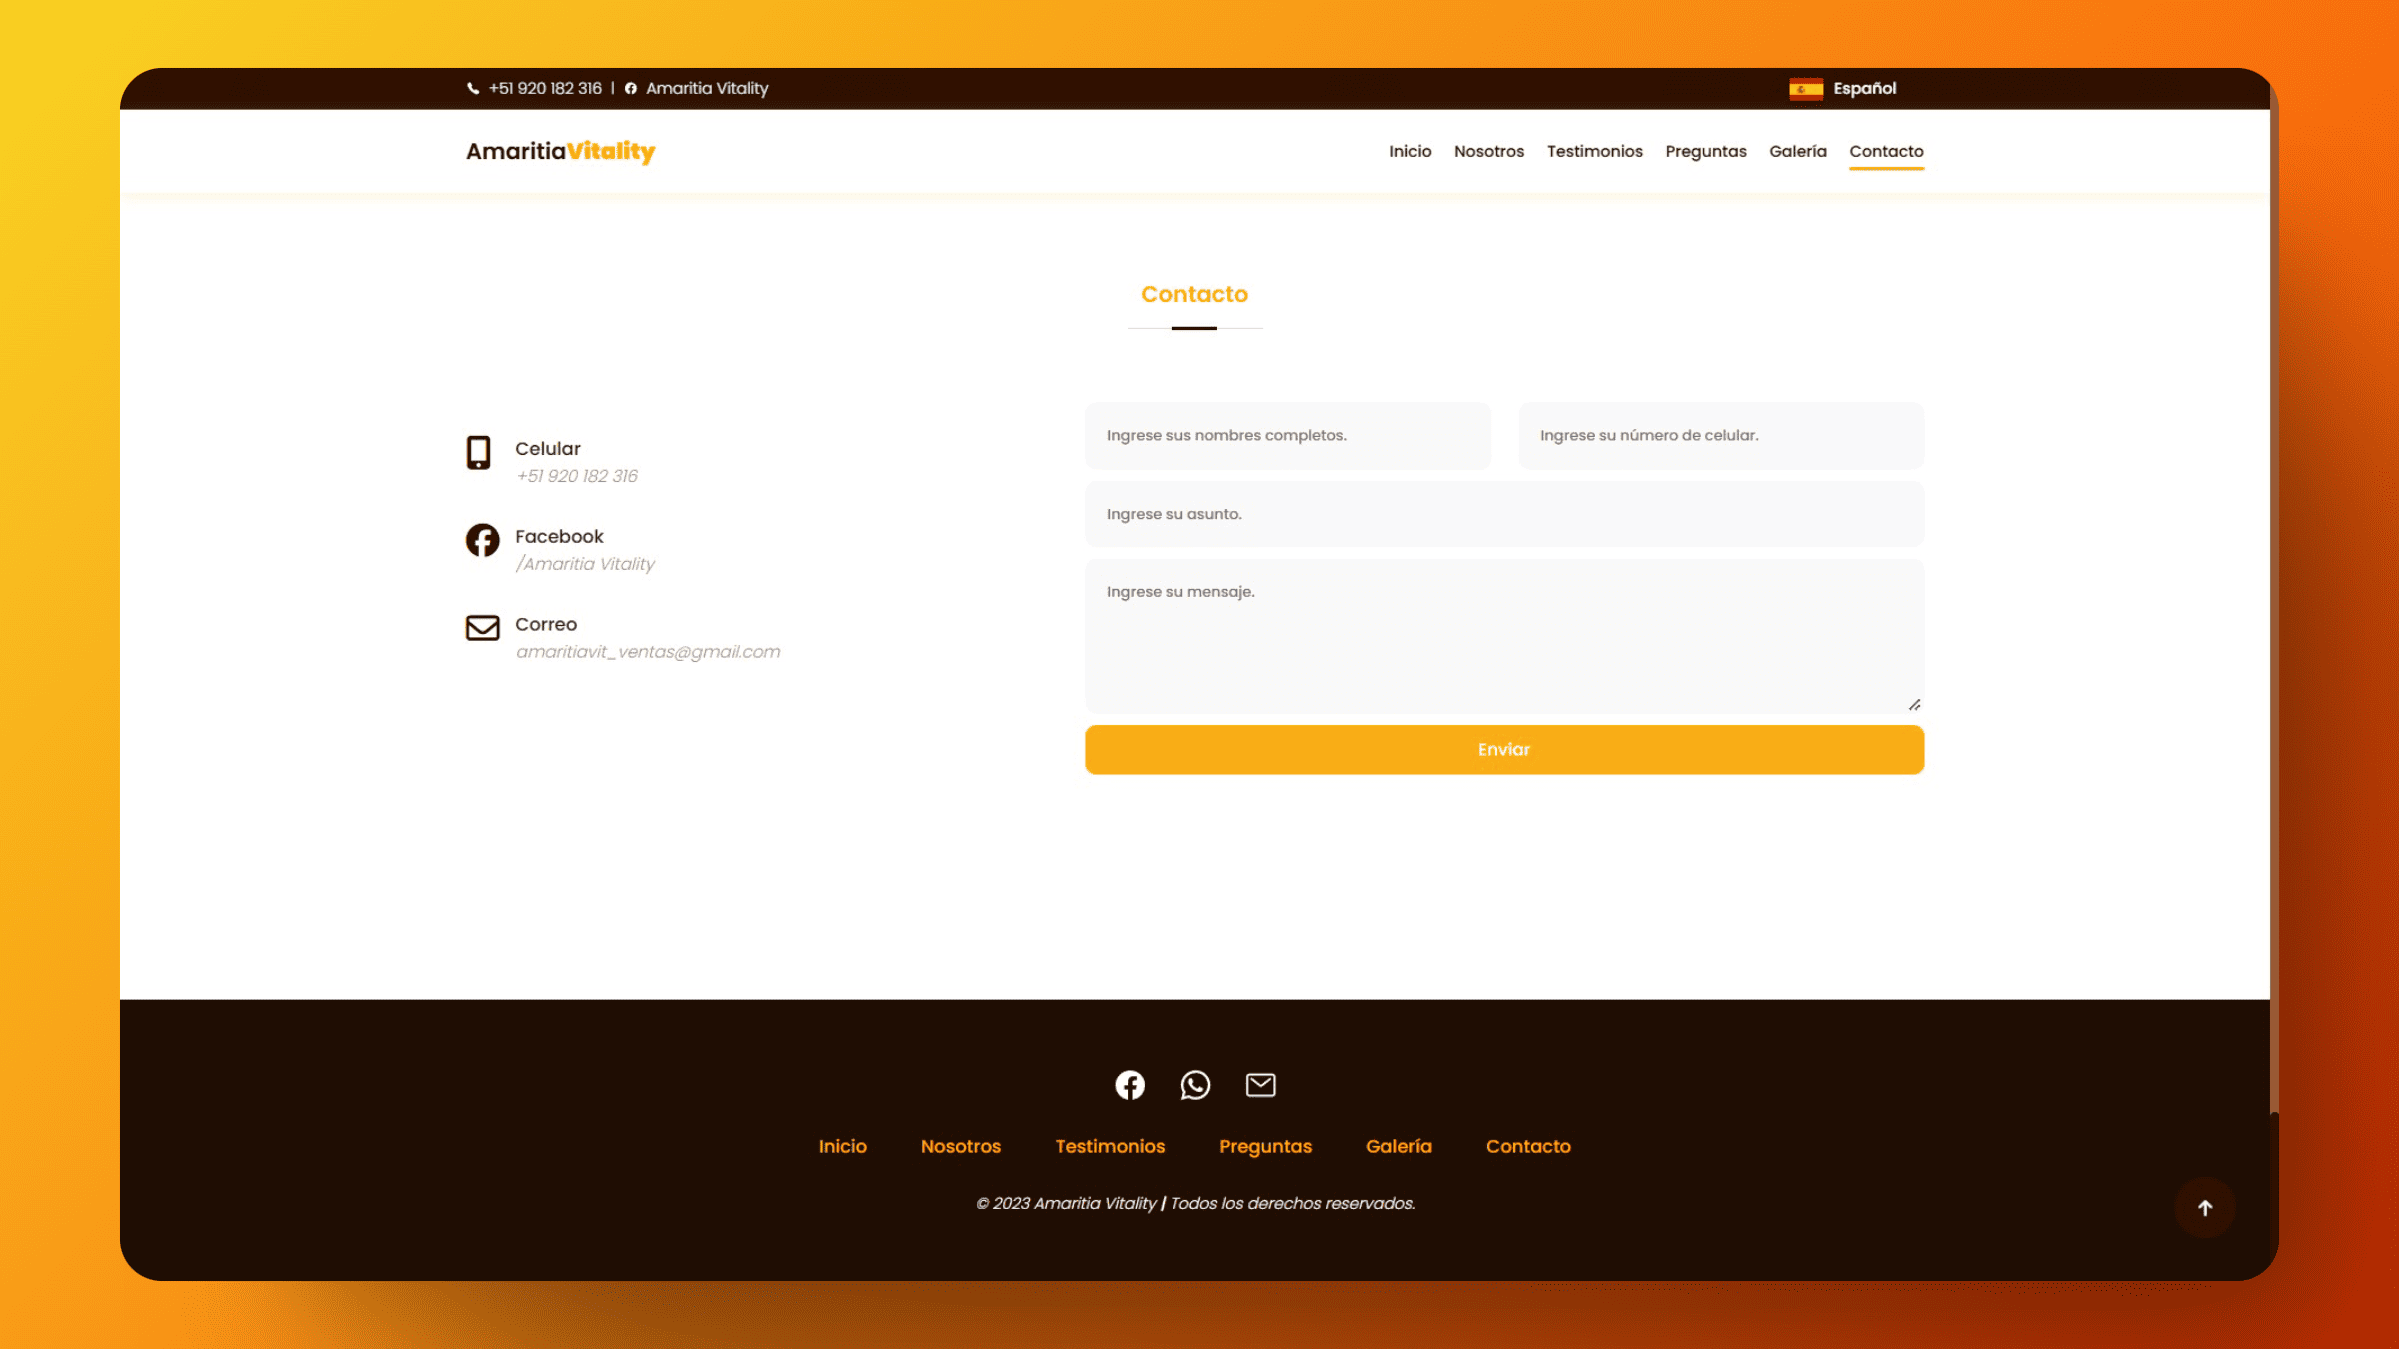 +51 920 182 316 | Amaritia Vitality
Español
AmaritiaVitality
Inicio Nosotros Testimonios Preguntas Galería Contacto
Contacto
Celular
+51 920 182 316
Facebook
/Amaritia Vitality
Correo
amaritiavit_ventas@gmail.com
Ingrese sus nombres completos.
Ingrese su número de celular.
Ingrese su asunto.
Ingrese su mensaje.
Enviar
Inicio Nosotros Testimonios Preguntas Galería Contacto
© 2023 Amaritia Vitality | Todos los derechos reservados.